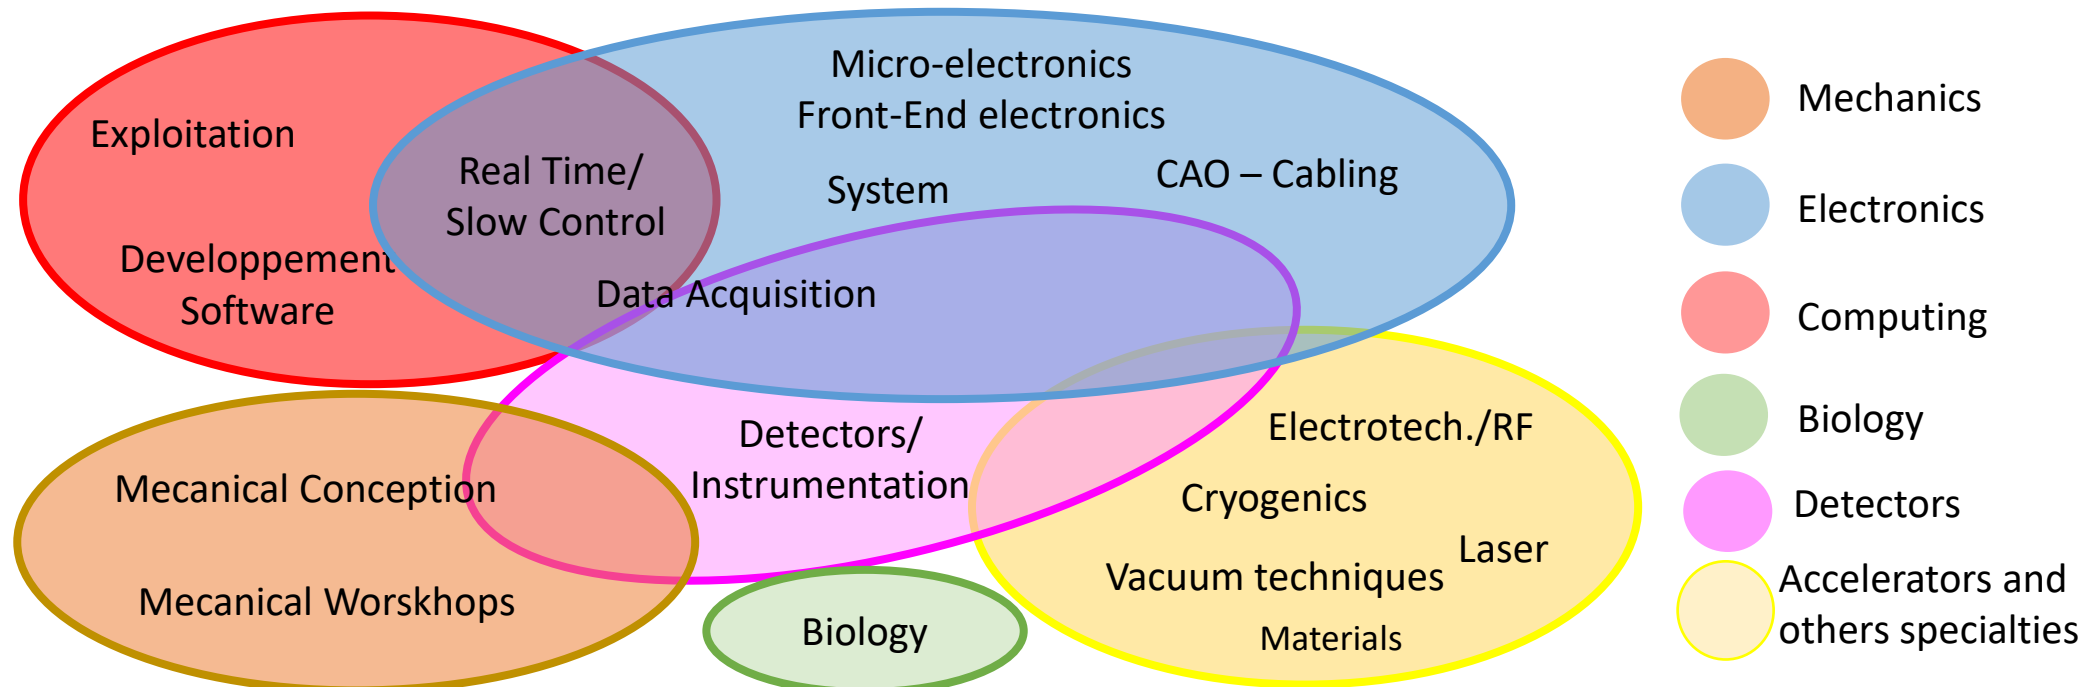 Micro-electronics
Front-End electronics
Exploitation
Real Time/
Slow Control
System
CAO – Cabling
Developpement
Software
Data Acquisition
Detectors/
Instrumentation
Electrotech./RF
Mecanical Conception
Cryogenics
Laser
Vacuum techniques
Mecanical Worskhops
Biology
Materials
Mechanics
Electronics
Computing
Biology
Detectors
Accelerators and
others specialties